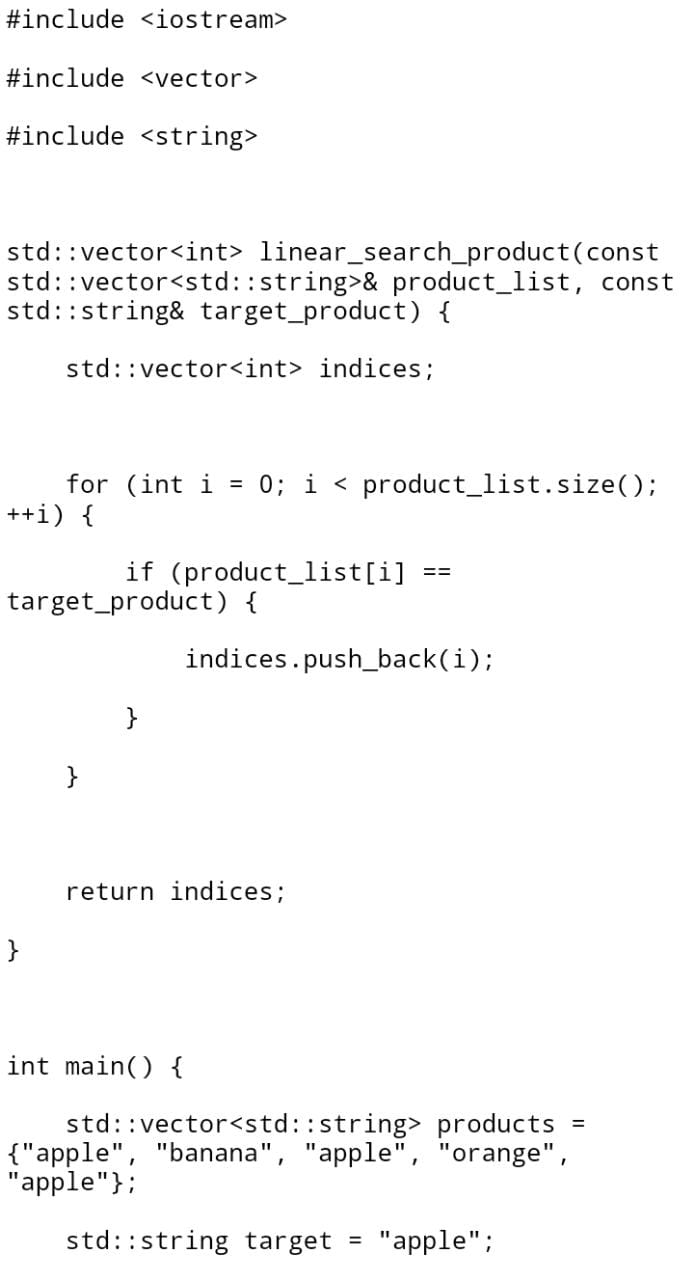 #include <iostream>
#include <vector>
#include <string>
std::vector<int> linear_search_product(const
std::vector<std::string>& product_list, const
std::string& target_product) {
    std::vector<int> indices;
    for (int i = 0; i < product_list.size();
++i) {
        if (product_list[i] ==
target_product) {
            indices.push_back(i);
        }
    }
    return indices;
}
int main() {
    std::vector<std::string> products =
{"apple", "banana", "apple", "orange",
"apple"};
    std::string target = "apple";